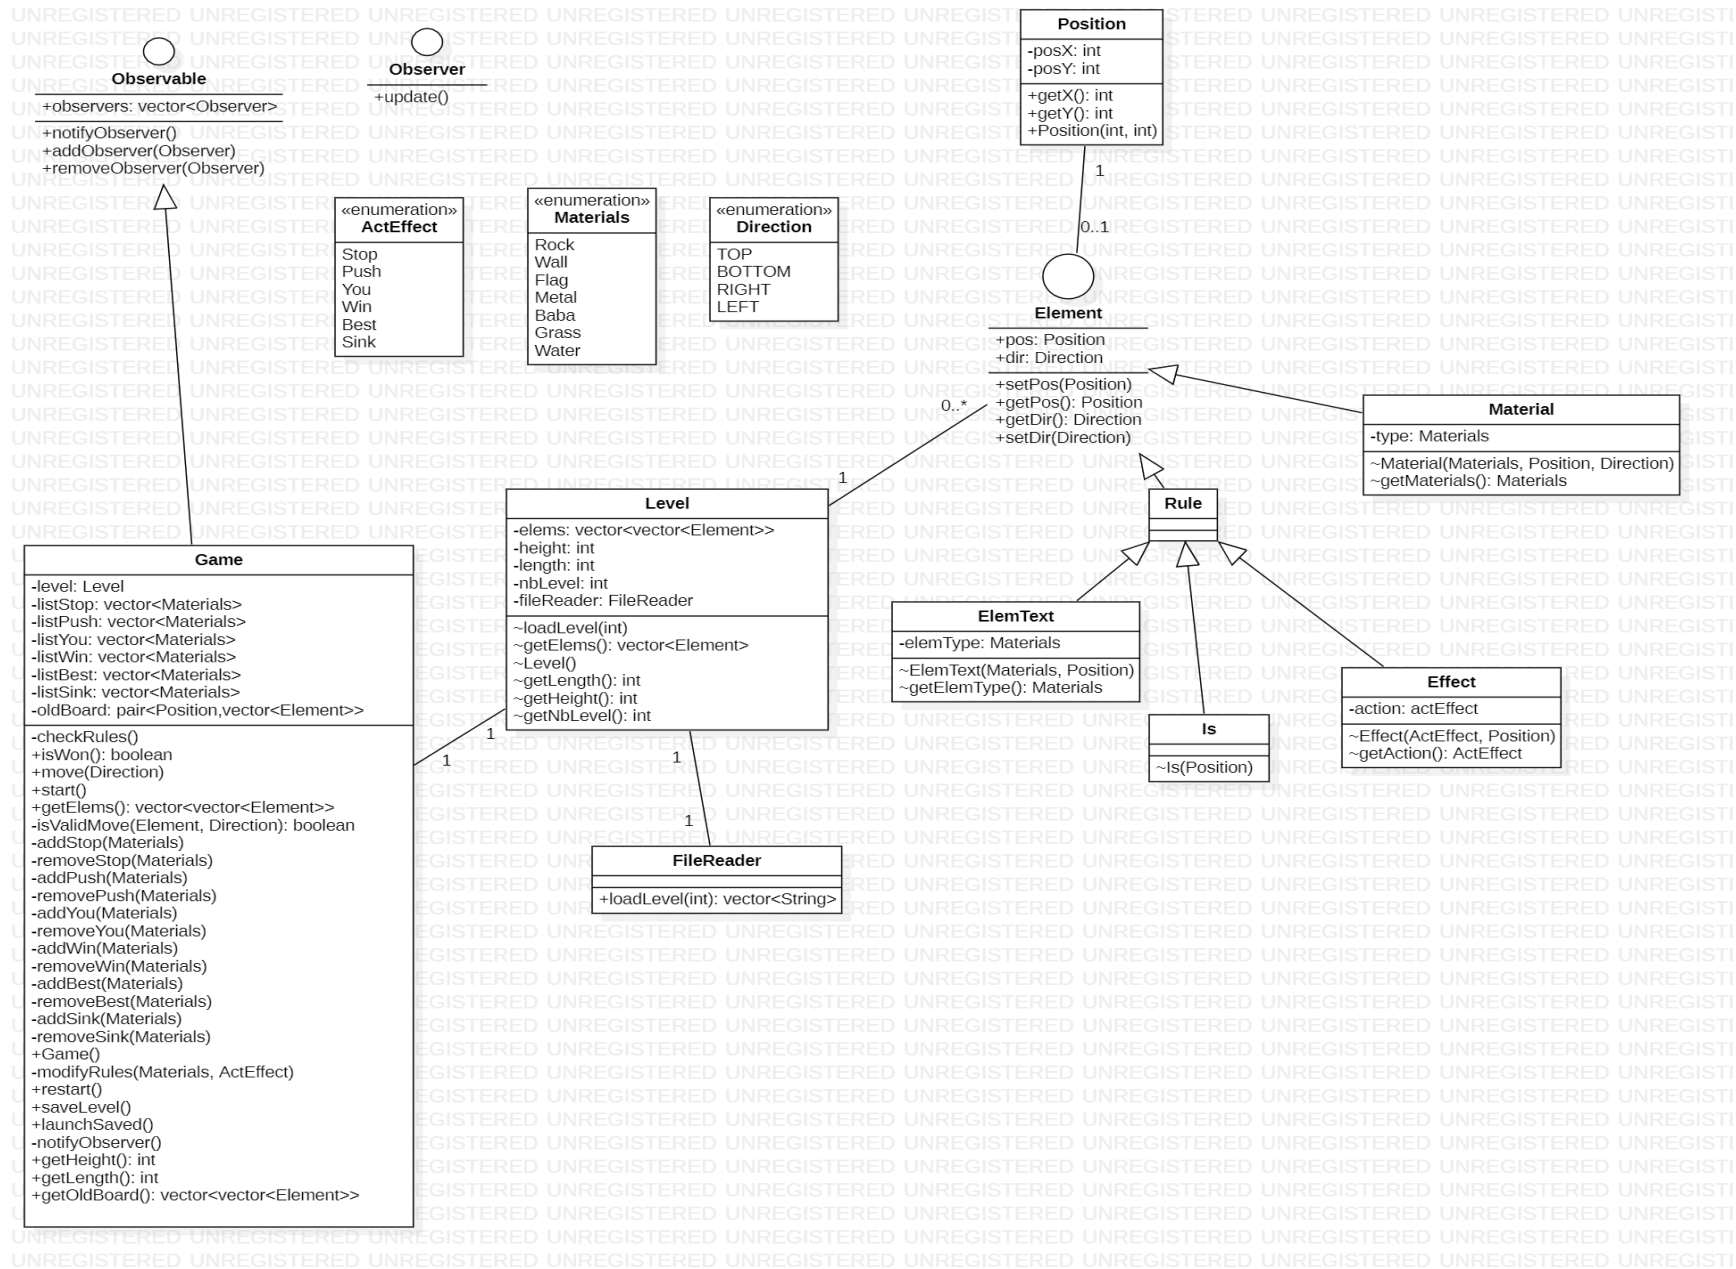 Observable
+observers: vector<Observer>
+notifyObserver()
+addObserver(Observer)
+removeObserver(Observer)
Observer
+update()
Position
-posX: int
-posY: int
+getX(): int
+getY(): int
+Position(int, int)
1
0..1
«enumeration»
ActEffect
Stop
Push
You
Win
Best
Sink
«enumeration»
Materials
Rock
Wall
Flag
Metal
Baba
Grass
Water
«enumeration»
Direction
TOP
BOTTOM
RIGHT
LEFT
Element
+pos: Position
+dir: Direction
+setPos(Position)
+getPos(): Position
+getDir(): Direction
+setDir(Direction)
0..*
1
Material
-type: Materials
~Material(Materials, Position, Direction)
~getMaterials(): Materials
Rule
Level
-elems: vector<vector<Element>>
-height: int
-length: int
-nbLevel: int
-fileReader: FileReader
~loadLevel(int)
~getElems(): vector<Element>
~Level()
~getLength(): int
~getHeight(): int
~getNbLevel(): int
1
1
1
1
ElemText
-elemType: Materials
~ElemText(Materials, Position)
~getElemType(): Materials
Is
~Is(Position)
Effect
-action: actEffect
~Effect(ActEffect, Position)
~getAction(): ActEffect
FileReader
+loadLevel(int): vector<String>
Game
-level: Level
-listStop: vector<Materials>
-listPush: vector<Materials>
-listYou: vector<Materials>
-listWin: vector<Materials>
-listBest: vector<Materials>
-listSink: vector<Materials>
-oldBoard: pair<Position,vector<Element>>
-checkRules()
+isWon(): boolean
+move(Direction)
+start()
+getElems(): vector<vector<Element>>
-isValidMove(Element, Direction): boolean
-addStop(Materials)
-removeStop(Materials)
-addPush(Materials)
-removePush(Materials)
-addYou(Materials)
-removeYou(Materials)
-addWin(Materials)
-removeWin(Materials)
-addBest(Materials)
-removeBest(Materials)
-addSink(Materials)
-removeSink(Materials)
+Game()
-modifyRules(Materials, ActEffect)
+restart()
+saveLevel()
+launchSaved()
-notifyObserver()
+getHeight(): int
+getLength(): int
+getOldBoard(): vector<vector<Element>>
UNREGISTERED